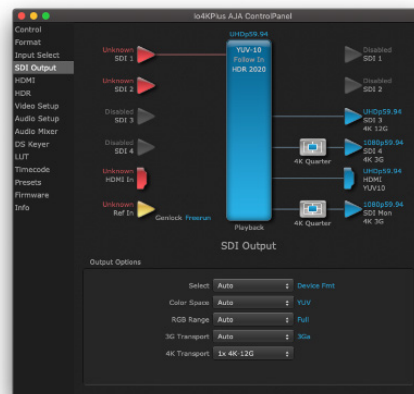 io4KPlus AJA ControlPanel
Control
Format
Input Select
SDI Output
HDMI
HDR
Video Setup
Audio Setup
Audio Mixer
DS Keyer
LUT
Timecode
Presets
Firmware
Info
UHDp59.94
YUV-10
Follow In
HDR 2020
Playback
Unknown
SDI 1
Unknown
SDI 2
Disabled
SDI 3
Disabled
SDI 4
Unknown
HDMI In
Unknown
Ref In
Genlock Freerun
Disabled
SDI 1
Disabled
SDI 2
UHDp59.94
SDI 3
4K 12G
4K Quarter
1080p59.94
SDI 4
4K 3G
UHDp59.94
HDMI
YUV10
4K Quarter
1080p59.94
SDI Mon
4K 3G
SDI Output
Output Options
Select Auto Device Fmt
Color Space Auto YUV
RGB Range Auto Full
3G Transport Auto 3Ga
4K Transport 1x 4K-12G